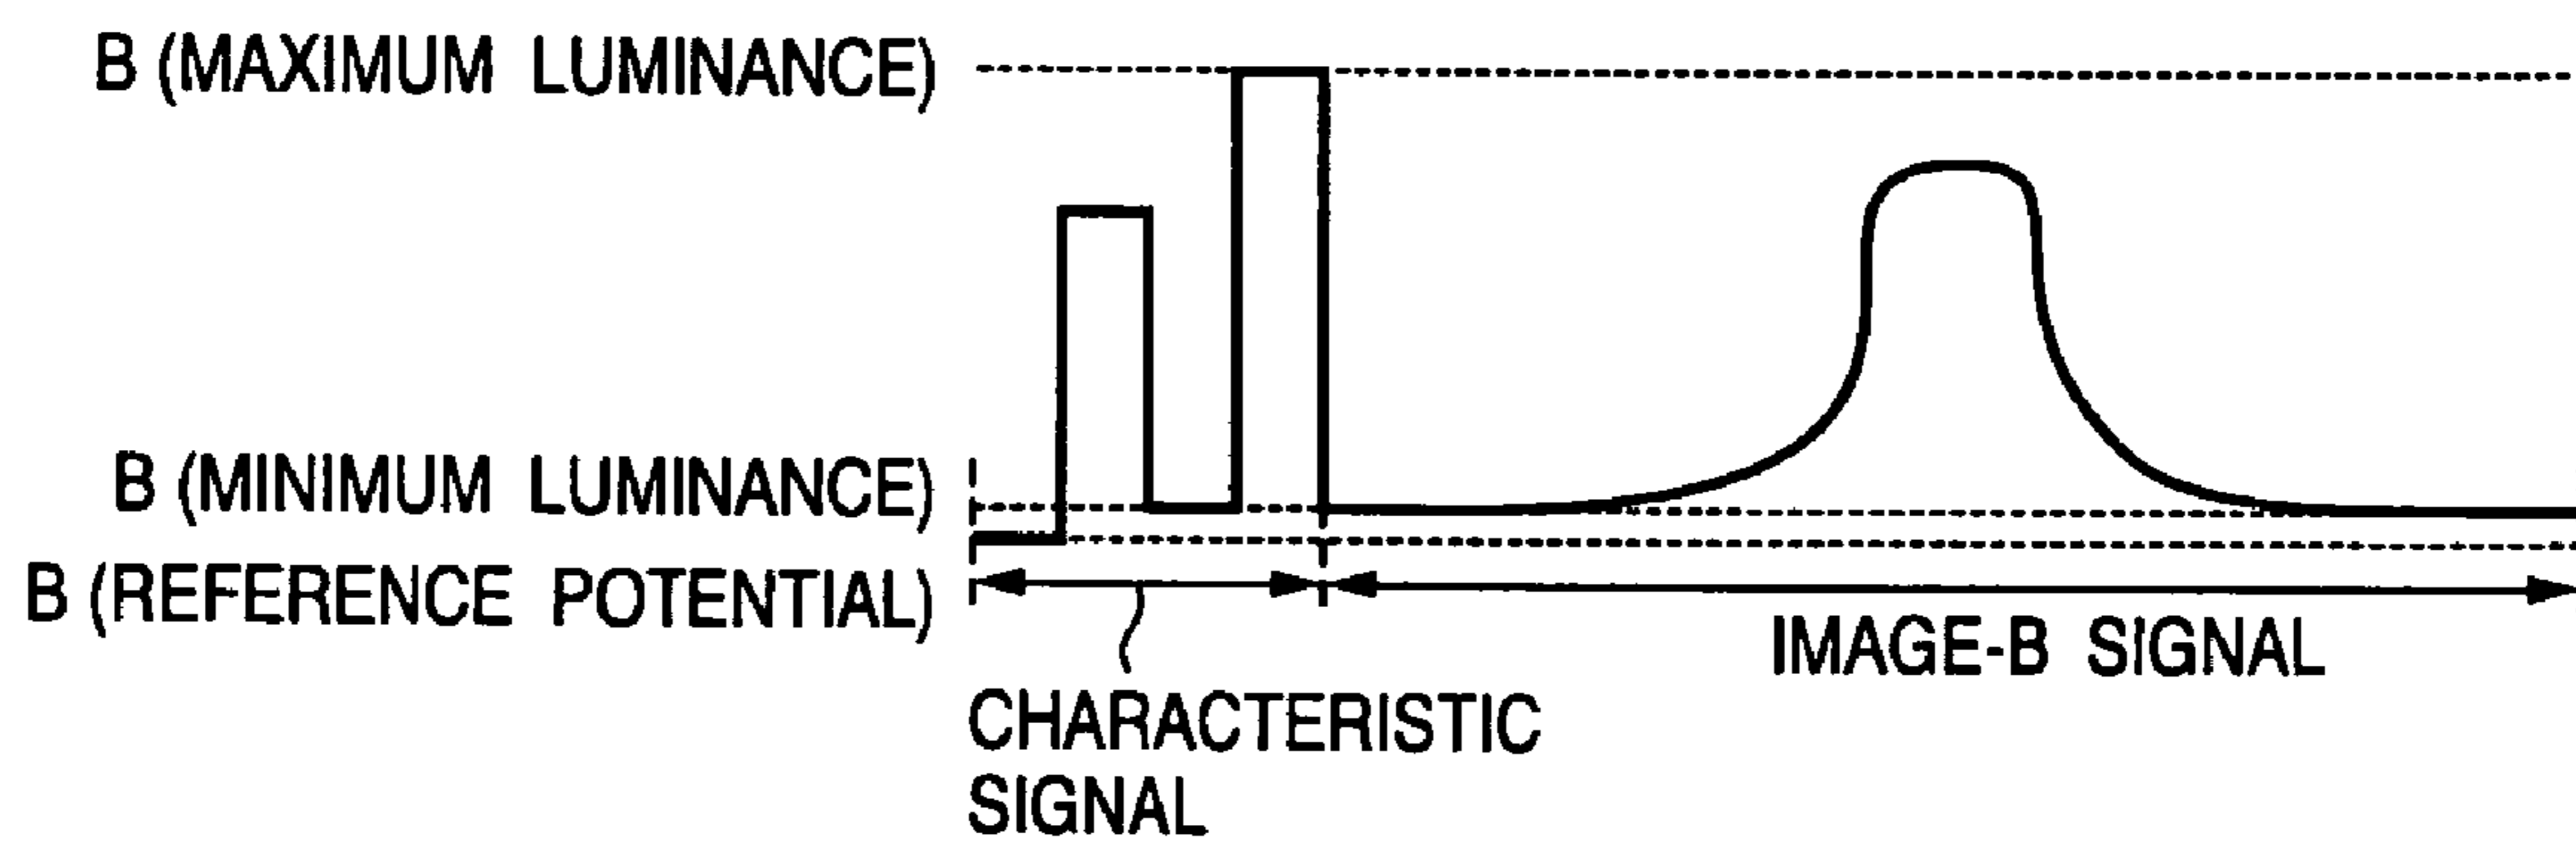 B (MAXIMUM LUMINANCE)
B (MINIMUM LUMINANCE)
B (REFERENCE POTENTIAL)
IMAGE-B SIGNAL
CHARACTERISTIC
SIGNAL